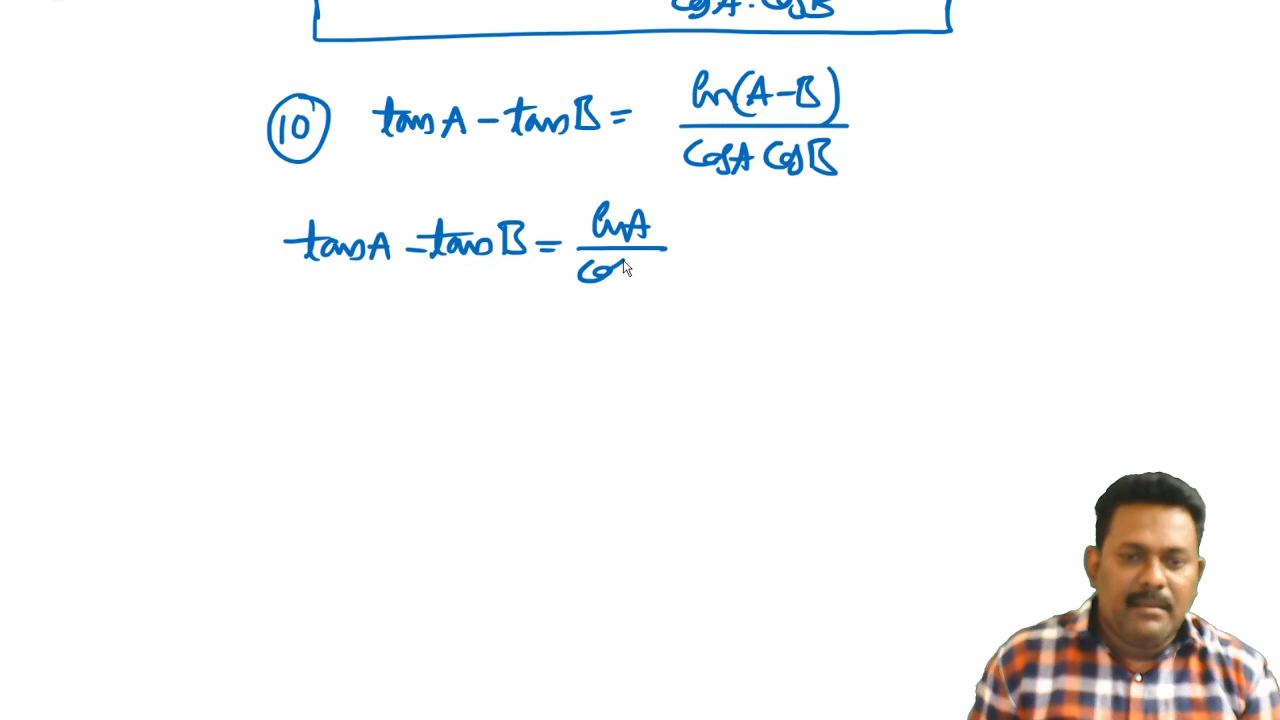 cosA . cosB
10 tanA - tanB = sin(A-B) / cosA cosB
tanA - tanB = sinA / co